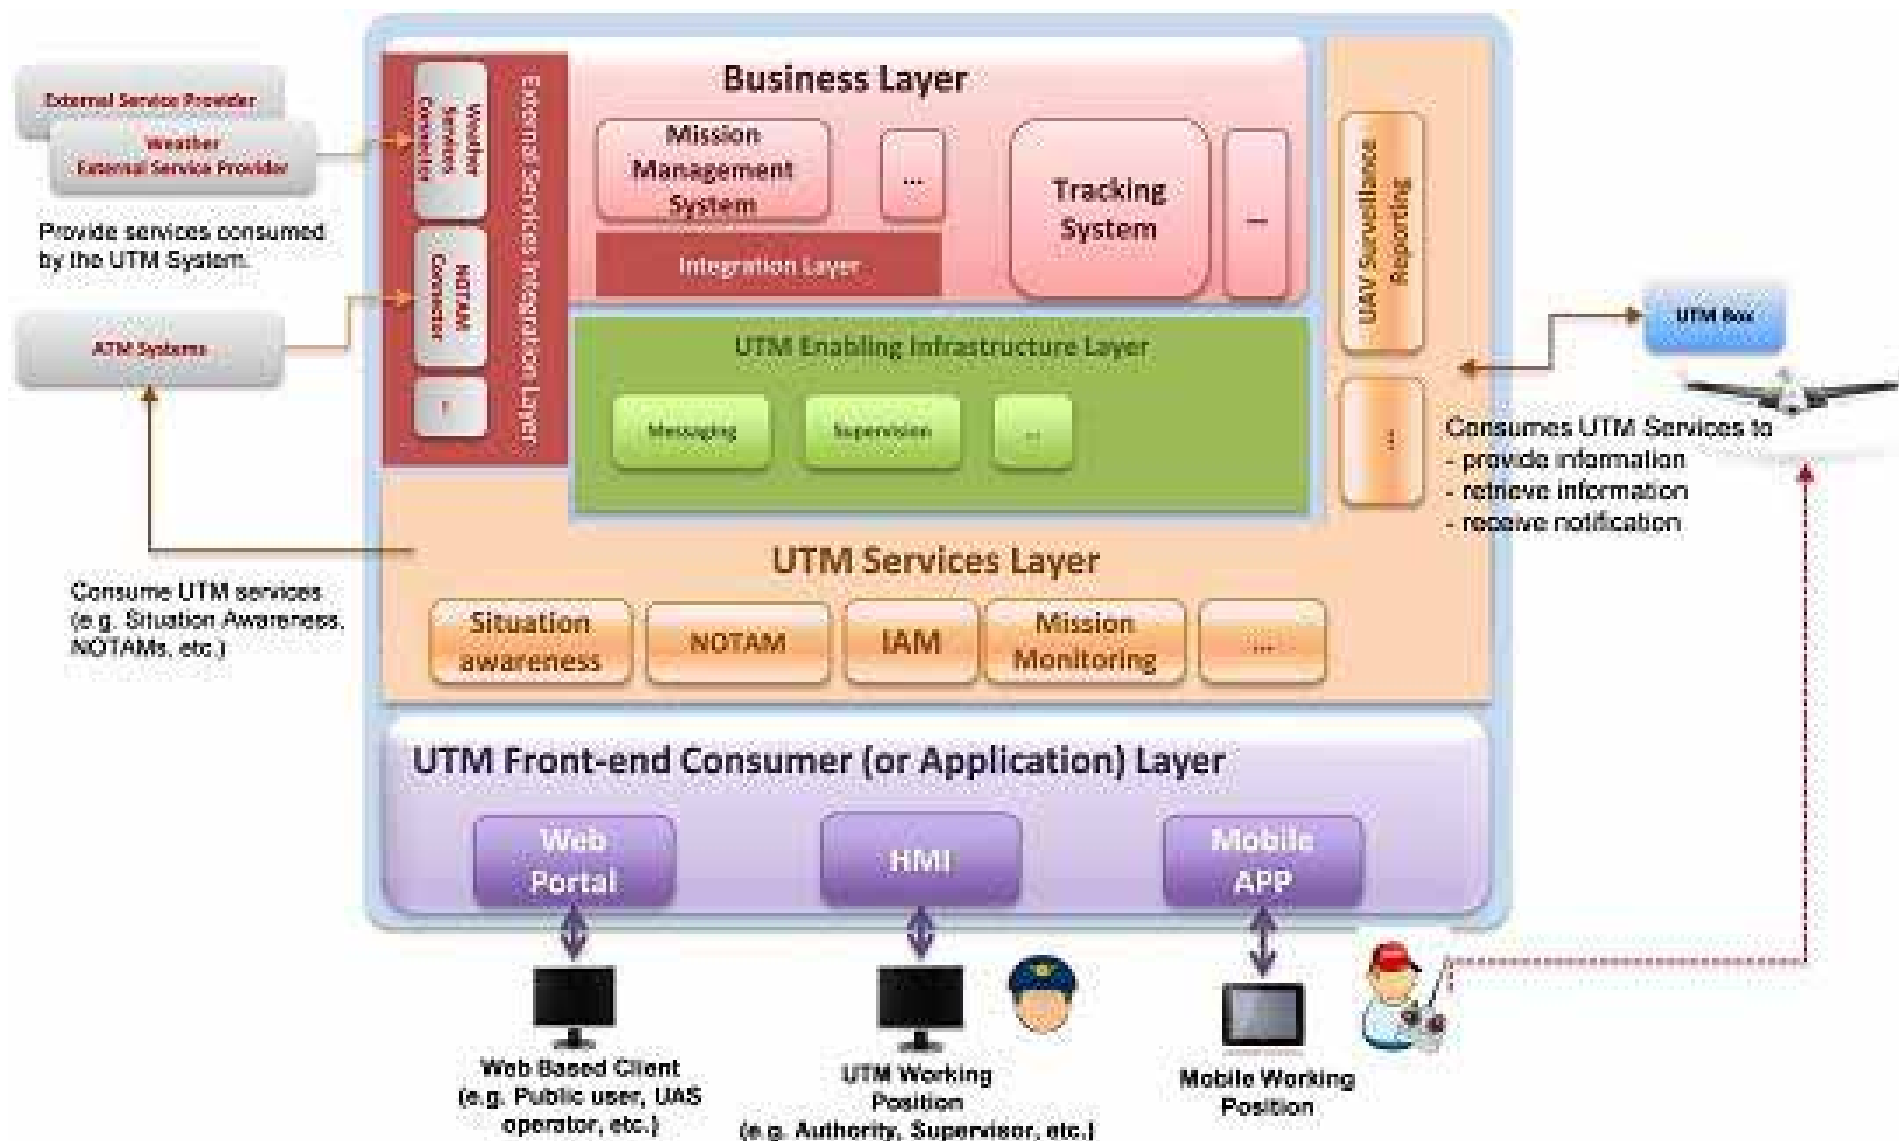 External Service Provider
Weather
External Service Provider
Provide services consumed
by the UTM System.
ATM Systems
Consume UTM services
(e.g. Situation Awareness,
NOTAMs, etc.)
Weather
Services
Connector
NOTAM
Connector
...
External Services Integration Layer
Business Layer
Mission
Management
System
...
Integration Layer
Tracking
System
...
UTM Enabling Infrastructure Layer
Messaging
Supervision
...
UAV Surveillance
Reporting
...
UTM Box
Consumes UTM Services to
- provide information
- retrieve information
- receive notification
UTM Services Layer
Situation
awareness
NOTAM
IAM
Mission
Monitoring
....
UTM Front-end Consumer (or Application) Layer
Web
Portal
HMI
Mobile
APP
Web Based Client
(e.g. Public user, UAS
operator, etc.)
UTM Working
Position
(e.g. Authority, Supervisor, etc.)
Mobile Working
Position